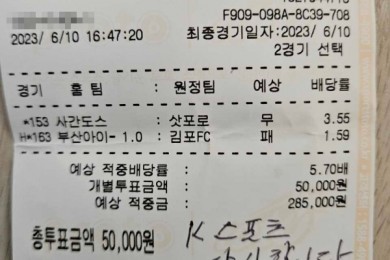 F909-098A-8C39-708
2023/ 6/10 16:47:20 최종경기일자:2023/ 6/10
2경기 선택
경기 홈 팀 : 원정팀 예상 배당률
*153 사간도스 : 삿포로 무 3.55
H*163 부산아이- 1.0 : 김포FC 패 1.59
예상 적중배당률 : 5.70배
개별투표금액 : 50,000원
예상 적중금 : 285,000원
총투표금액 50,000원
K 스포츠